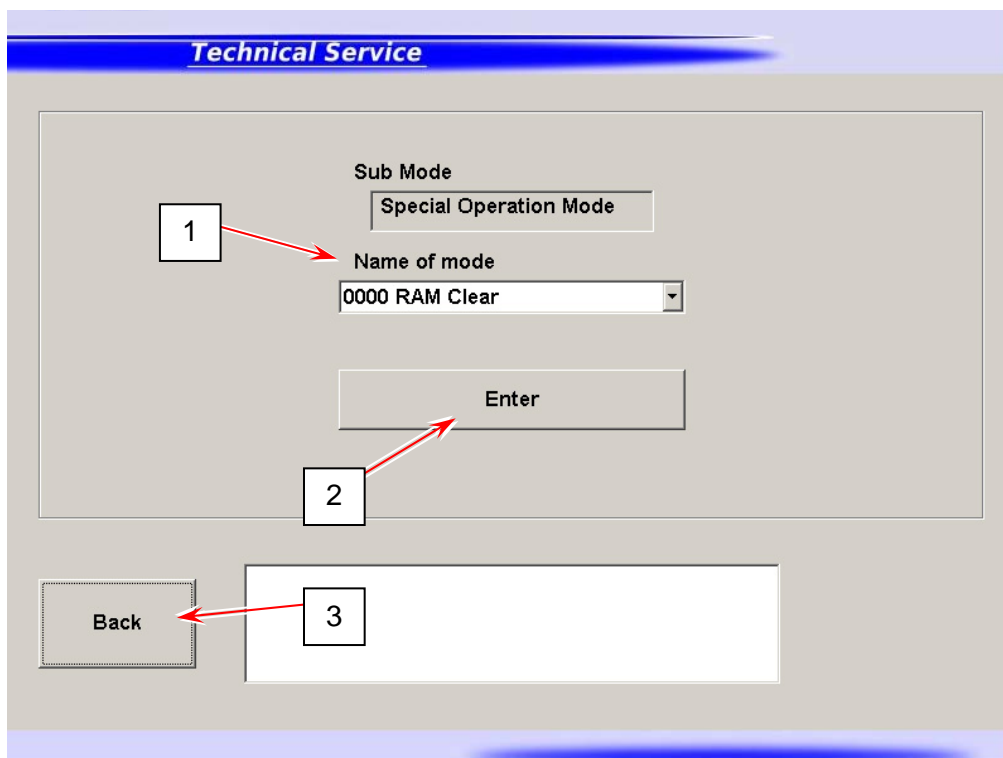 Technical Service
Sub Mode
Special Operation Mode
1
Name of mode
0000 RAM Clear
Enter
2
3
Back